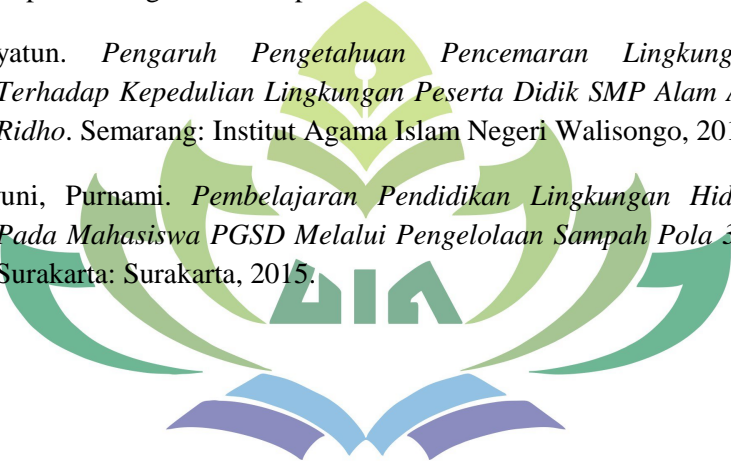 yatun. Pengaruh Pengetahuan Pencemaran Lingkung
Terhadap Kepedulian Lingkungan Peserta Didik SMP Alam A
Ridho. Semarang: Institut Agama Islam Negeri Walisongo, 201
uni, Purnami. Pembelajaran Pendidikan Lingkungan Hid
Pada Mahasiswa PGSD Melalui Pengelolaan Sampah Pola 3
Surakarta: Surakarta, 2015.